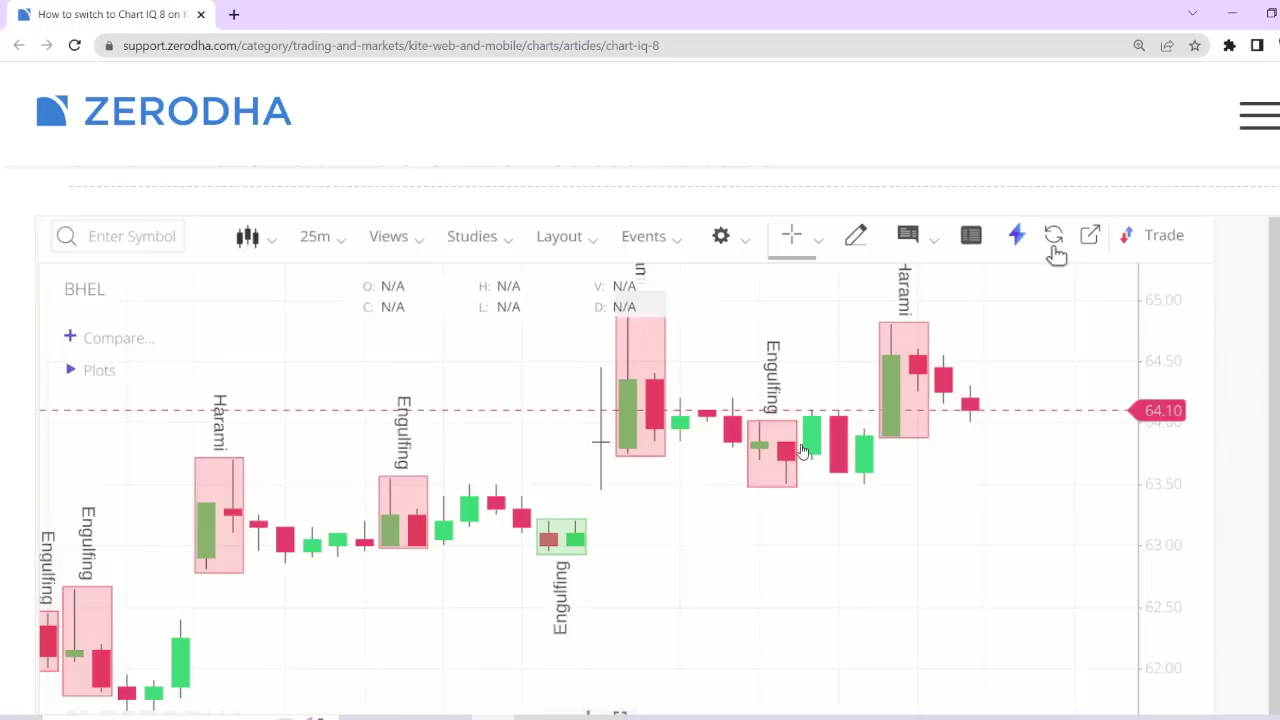 How to switch to Chart IQ 8 on
support.zerodha.com/category/trading-and-markets/kite-web-and-mobile/charts/articles/chart-iq-8
ZERODHA
Enter Symbol
25m
Views
Studies
Layout
Events
Trade
BHEL
O: N/A
H: N/A
V: N/A
C: N/A
L: N/A
D: N/A
Compare...
Plots
Harami
Engulfing
Engulfing
Harami
Engulfing
Engulfing
Engulfing
65.00
64.50
64.10
64.00
63.50
63.00
62.50
62.00